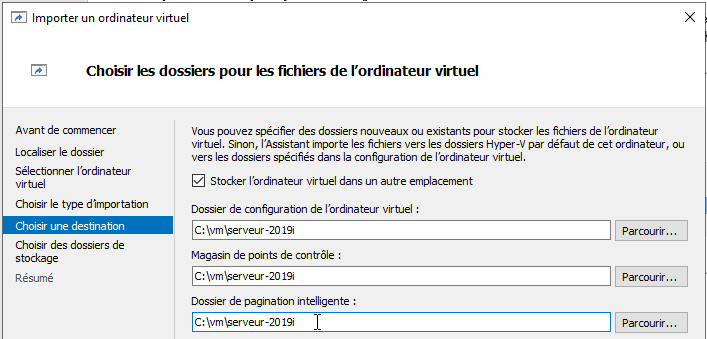 Importer un ordinateur virtuel
Choisir les dossiers pour les fichiers de l'ordinateur virtuel
Avant de commencer
Localiser le dossier
Sélectionner l'ordinateur
virtuel
Choisir le type d'importation
Choisir une destination
Choisir des dossiers de
stockage
Résumé
Vous pouvez spécifier des dossiers nouveaux ou existants pour stocker les fichiers de l'ordinateur
virtuel. Sinon, l'Assistant importe les fichiers vers les dossiers Hyper-V par défaut de cet ordinateur, ou
vers les dossiers spécifiés dans la configuration de l'ordinateur virtuel.
Stocker l'ordinateur virtuel dans un autre emplacement
Dossier de configuration de l'ordinateur virtuel :
C:\vm\serveur-2019i
Parcourir...
Magasin de points de contrôle :
C:\vm\serveur-2019i
Parcourir...
Dossier de pagination intelligente :
C:\vm\serveur-2019i
Parcourir...